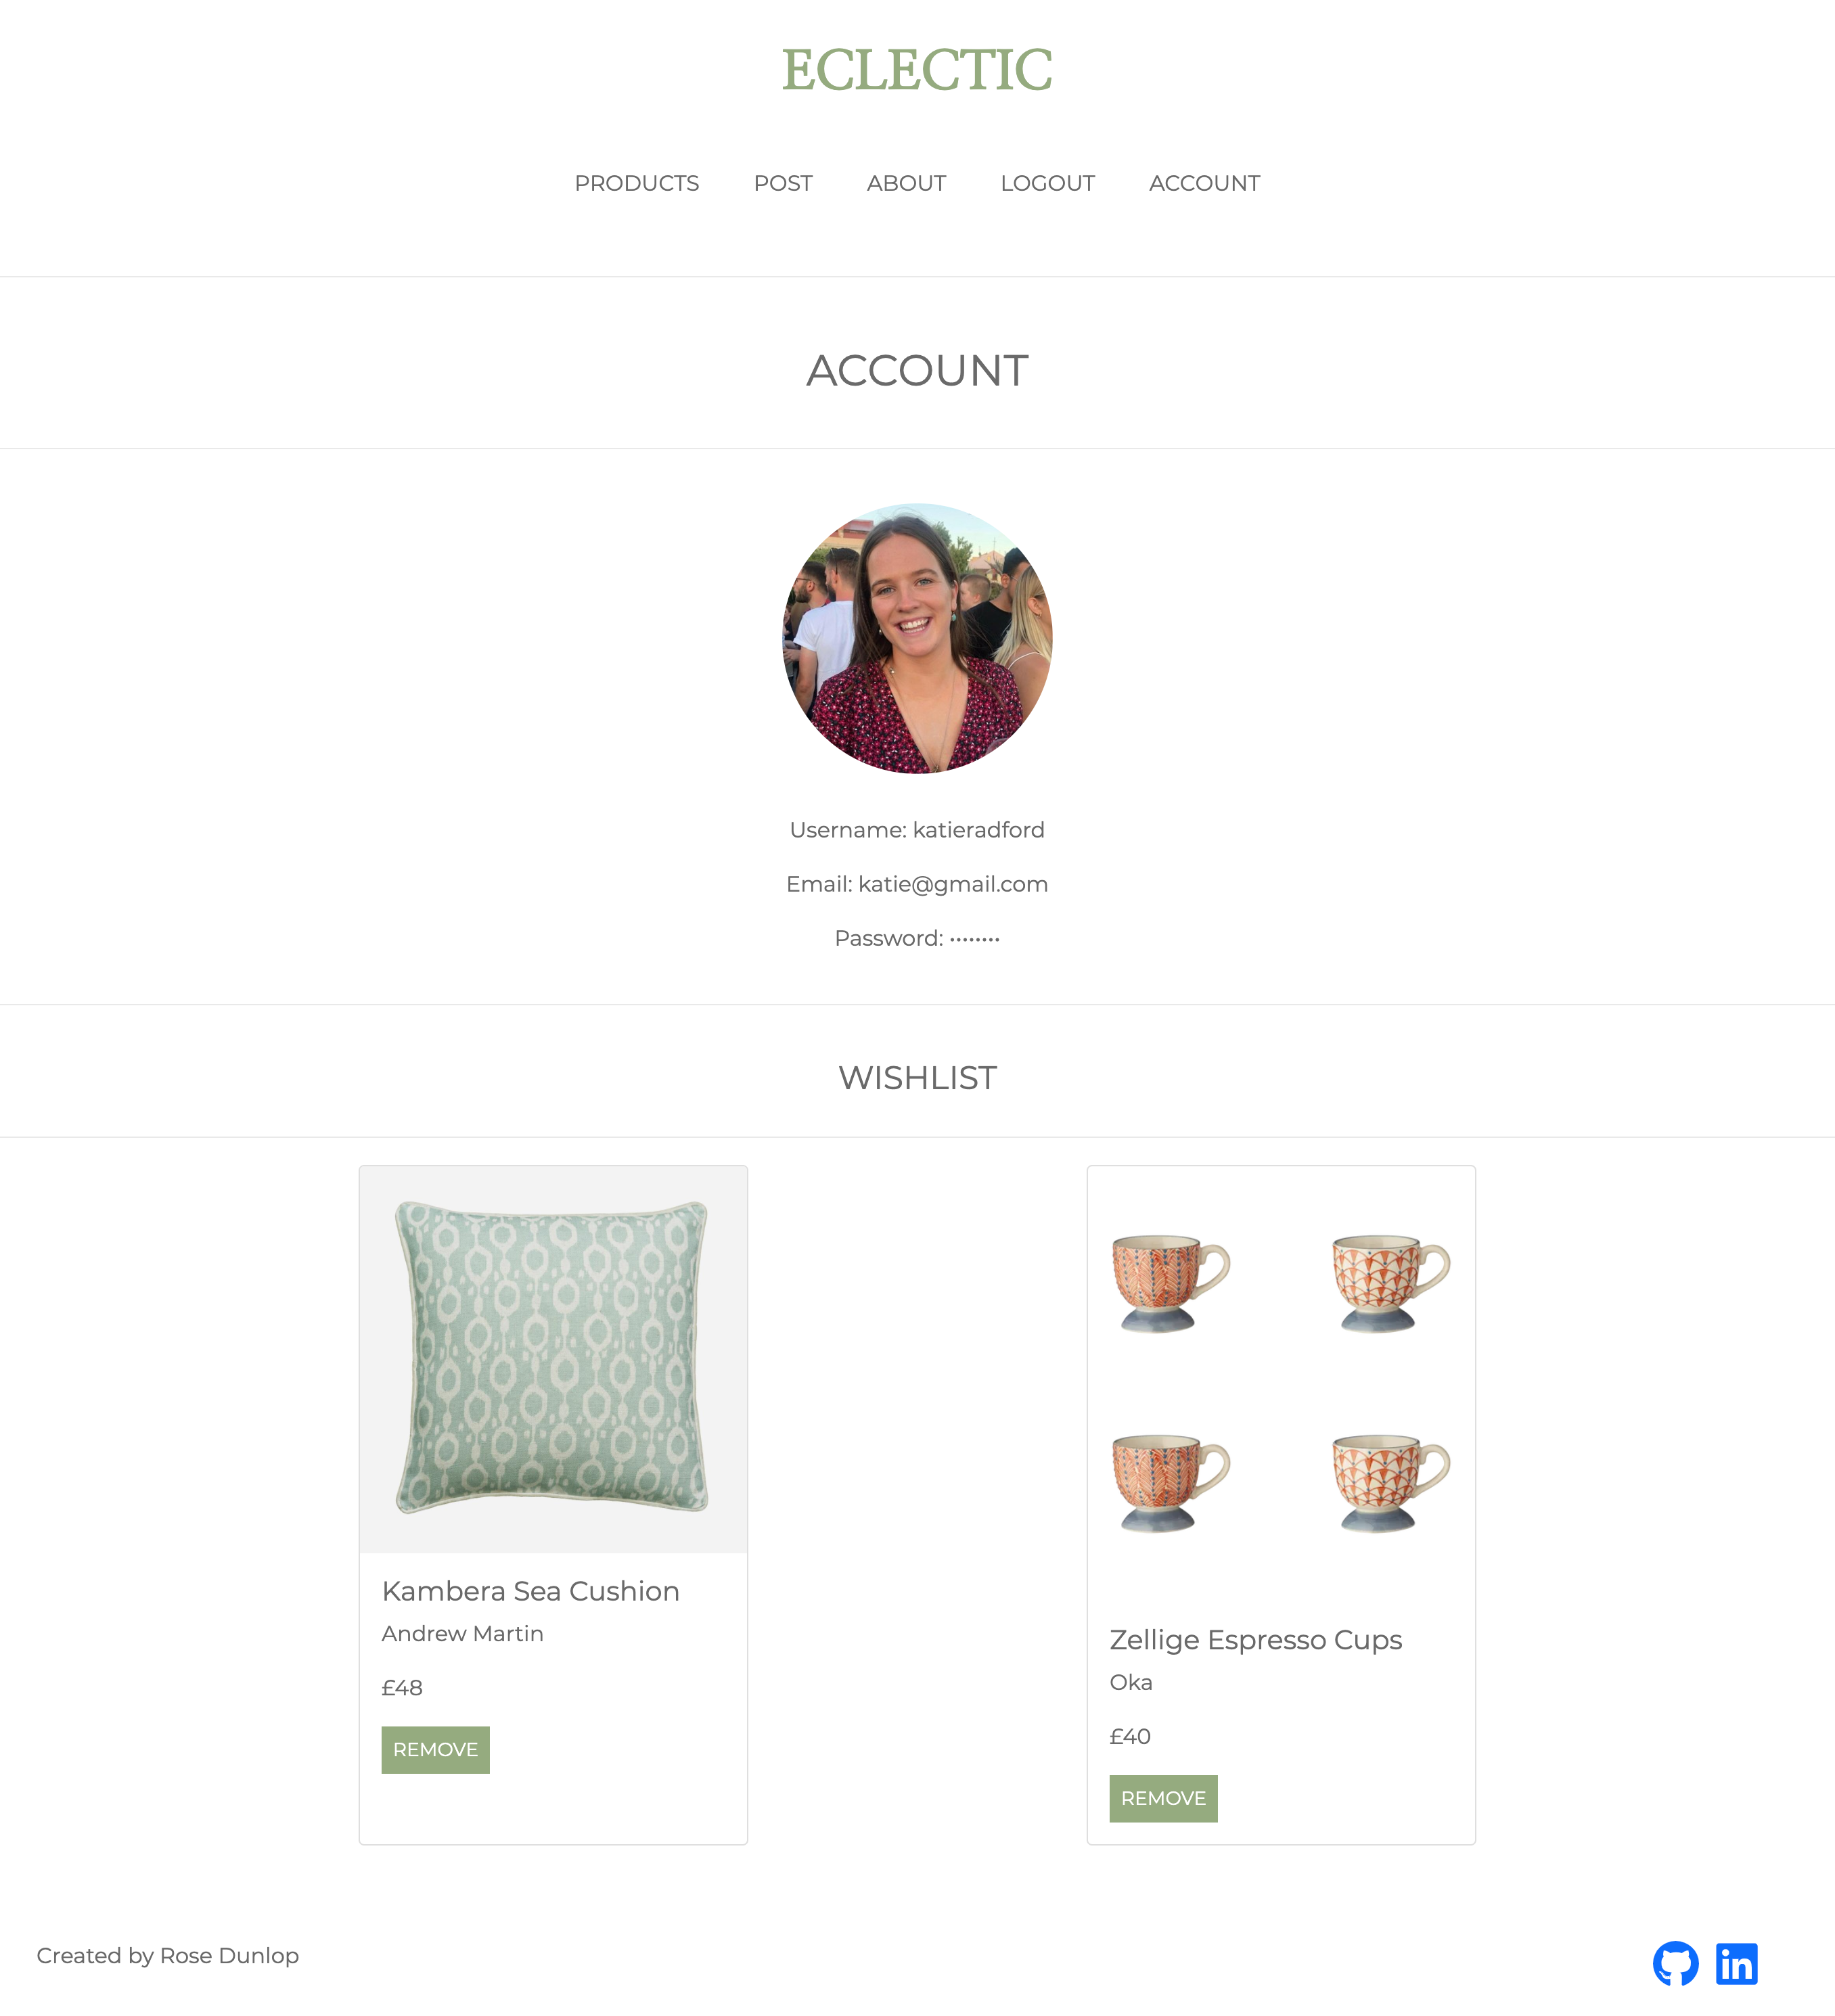 ECLECTIC
PRODUCTS POST ABOUT LOGOUT ACCOUNT
ACCOUNT
Username: katieradford
Email: katie@gmail.com
Password: ········
WISHLIST
Kambera Sea Cushion
Andrew Martin
£48
REMOVE
Zellige Espresso Cups
Oka
£40
REMOVE
Created by Rose Dunlop
in